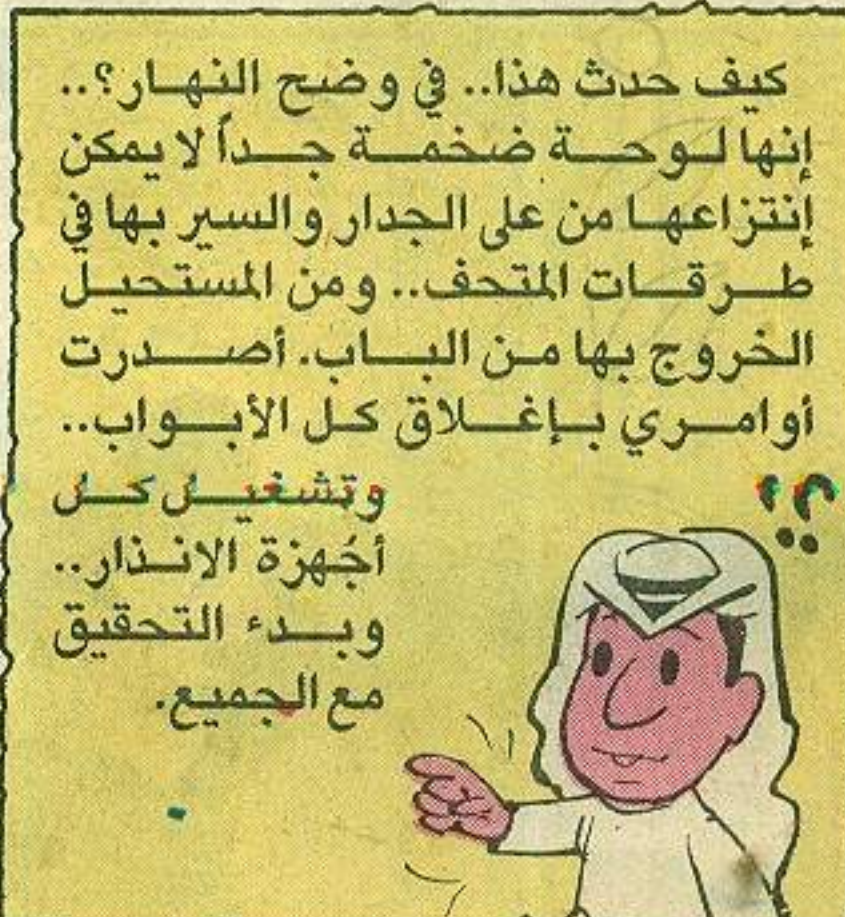 كيف حدث هذا.. في وضح النهار؟..
إنها لوحة ضخمة جداً لا يمكن
إنتزاعها من على الجدار والسير بها في
طرقات المتحف.. ومن المستحيل
الخروج بها من الباب. أصدرت
أوامري بإغلاق كل الأبواب..
وتشغيل كل
أجهزة الانذار..
وبدء التحقيق
مع الجميع.
؟؟